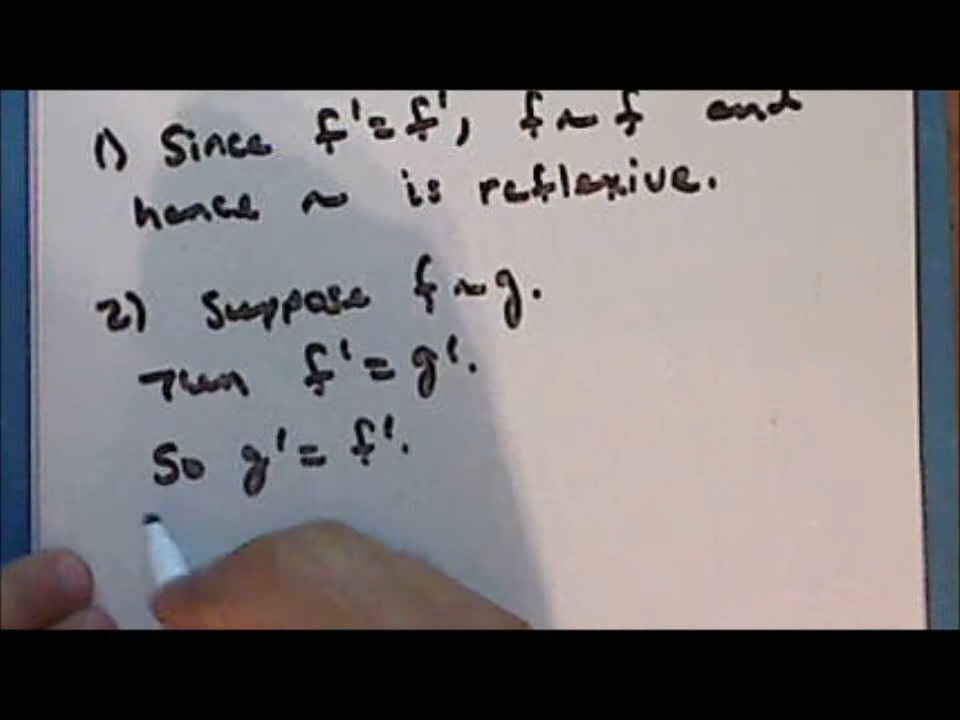 1) Since f' = f', f ~ f and
hence ~ is reflexive.
2) Suppose f ~ g.
Then f' = g'.
So g' = f'.